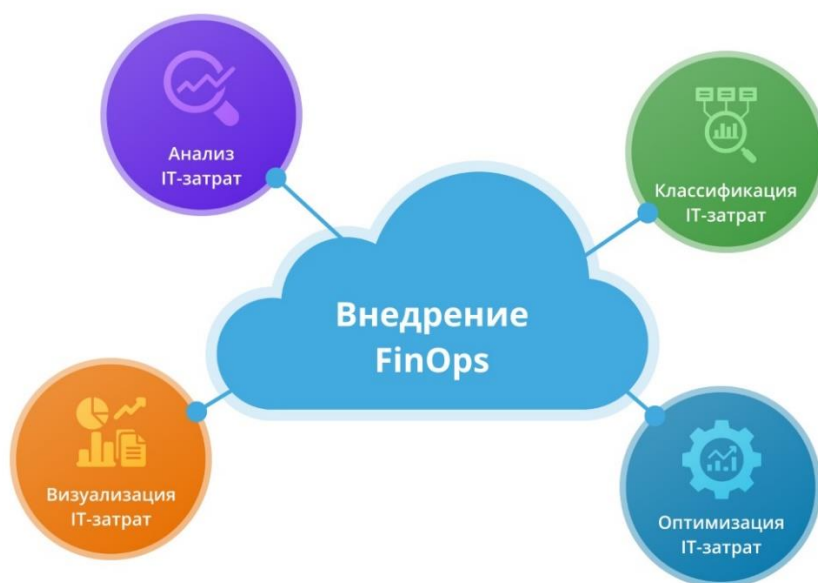 Анализ
IT-затрат
Классификация
IT-затрат
Внедрение
FinOps
Визуализация
IT-затрат
Оптимизация
IT-затрат